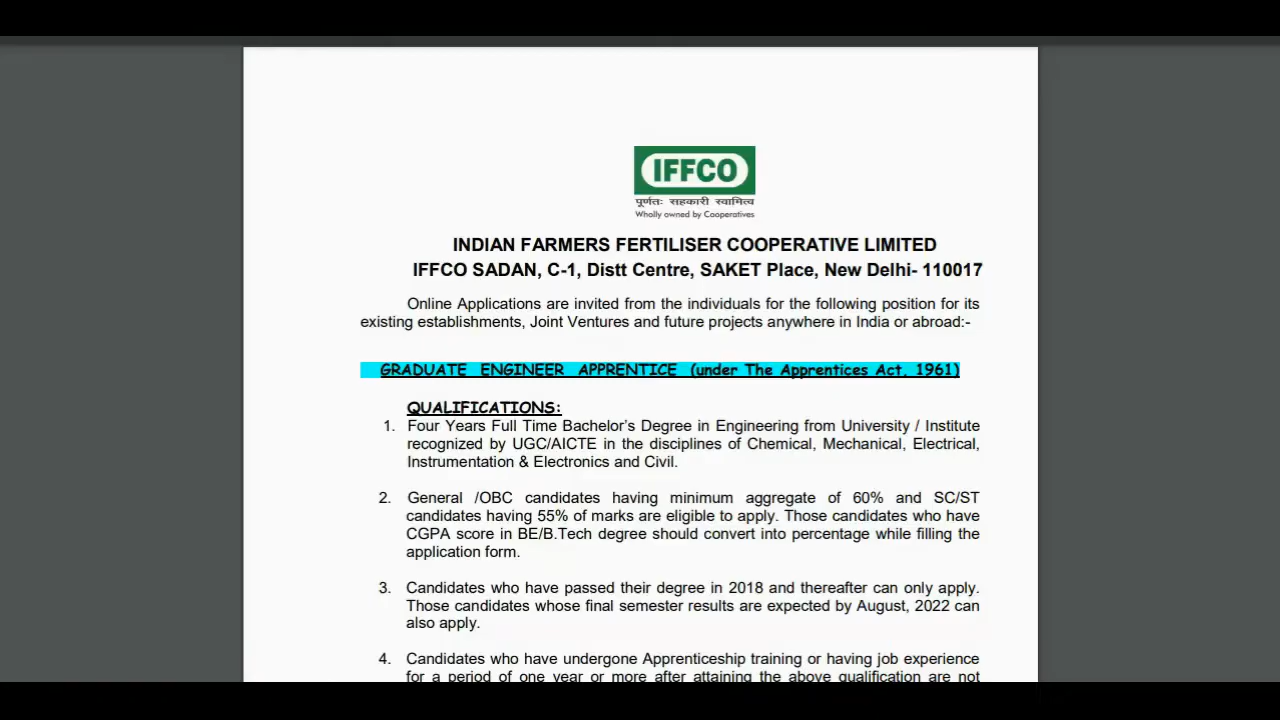 IFFCO
पूर्णतः सहकारी स्वामित्व
Wholly owned by Cooperatives
INDIAN FARMERS FERTILISER COOPERATIVE LIMITED
IFFCO SADAN, C-1, Distt Centre, SAKET Place, New Delhi- 110017
Online Applications are invited from the individuals for the following position for its
existing establishments, Joint Ventures and future projects anywhere in India or abroad:-
GRADUATE ENGINEER APPRENTICE (under The Apprentices Act, 1961)
QUALIFICATIONS:
1. Four Years Full Time Bachelor's Degree in Engineering from University / Institute
recognized by UGC/AICTE in the disciplines of Chemical, Mechanical, Electrical,
Instrumentation & Electronics and Civil.
2. General /OBC candidates having minimum aggregate of 60% and SC/ST
candidates having 55% of marks are eligible to apply. Those candidates who have
CGPA score in BE/B.Tech degree should convert into percentage while filling the
application form.
3. Candidates who have passed their degree in 2018 and thereafter can only apply.
Those candidates whose final semester results are expected by August, 2022 can
also apply.
4. Candidates who have undergone Apprenticeship training or having job experience
for a period of one year or more after attaining the above qualification are not